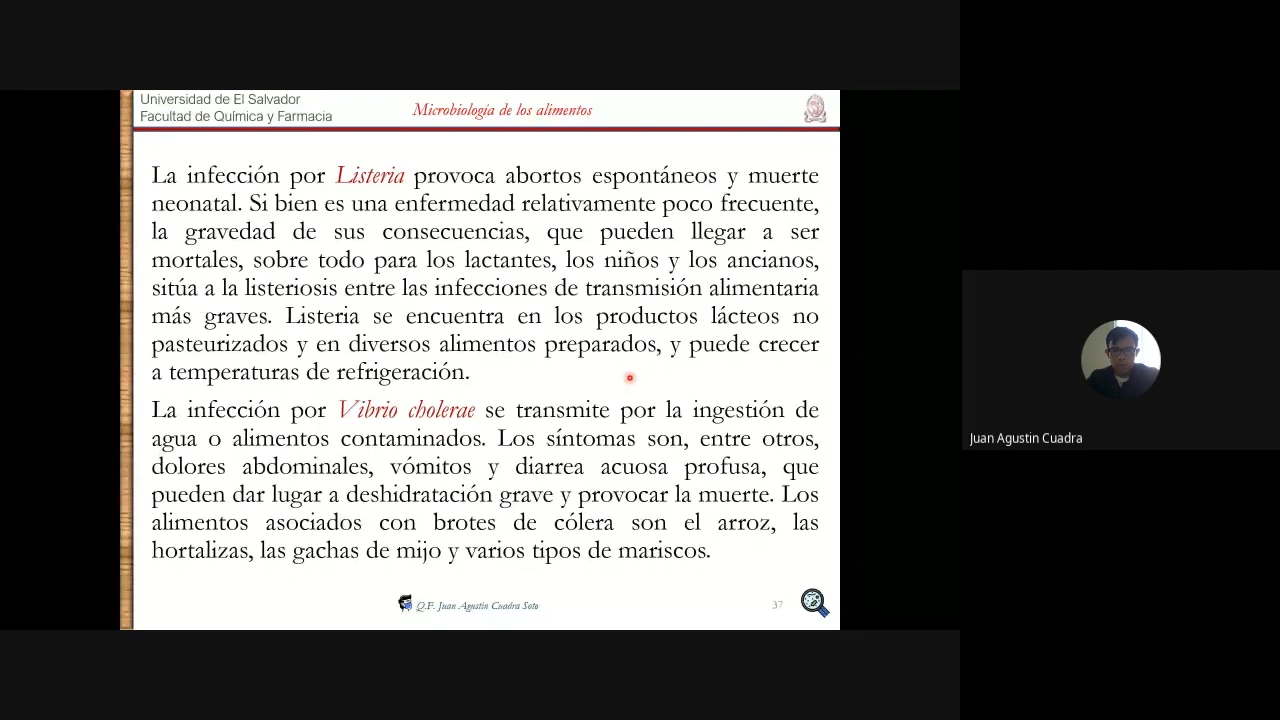 Universidad de El Salvador
Facultad de Química y Farmacia
Microbiología de los alimentos
La infección por Listeria provoca abortos espontáneos y muerte
neonatal. Si bien es una enfermedad relativamente poco frecuente,
la gravedad de sus consecuencias, que pueden llegar a ser
mortales, sobre todo para los lactantes, los niños y los ancianos,
sitúa a la listeriosis entre las infecciones de transmisión alimentaria
más graves. Listeria se encuentra en los productos lácteos no
pasteurizados y en diversos alimentos preparados, y puede crecer
a temperaturas de refrigeración.
La infección por Vibrio cholerae se transmite por la ingestión de
agua o alimentos contaminados. Los síntomas son, entre otros,
dolores abdominales, vómitos y diarrea acuosa profusa, que
pueden dar lugar a deshidratación grave y provocar la muerte. Los
alimentos asociados con brotes de cólera son el arroz, las
hortalizas, las gachas de mijo y varios tipos de mariscos.
Q.F. Juan Agustin Cuadra Soto
37
Juan Agustin Cuadra